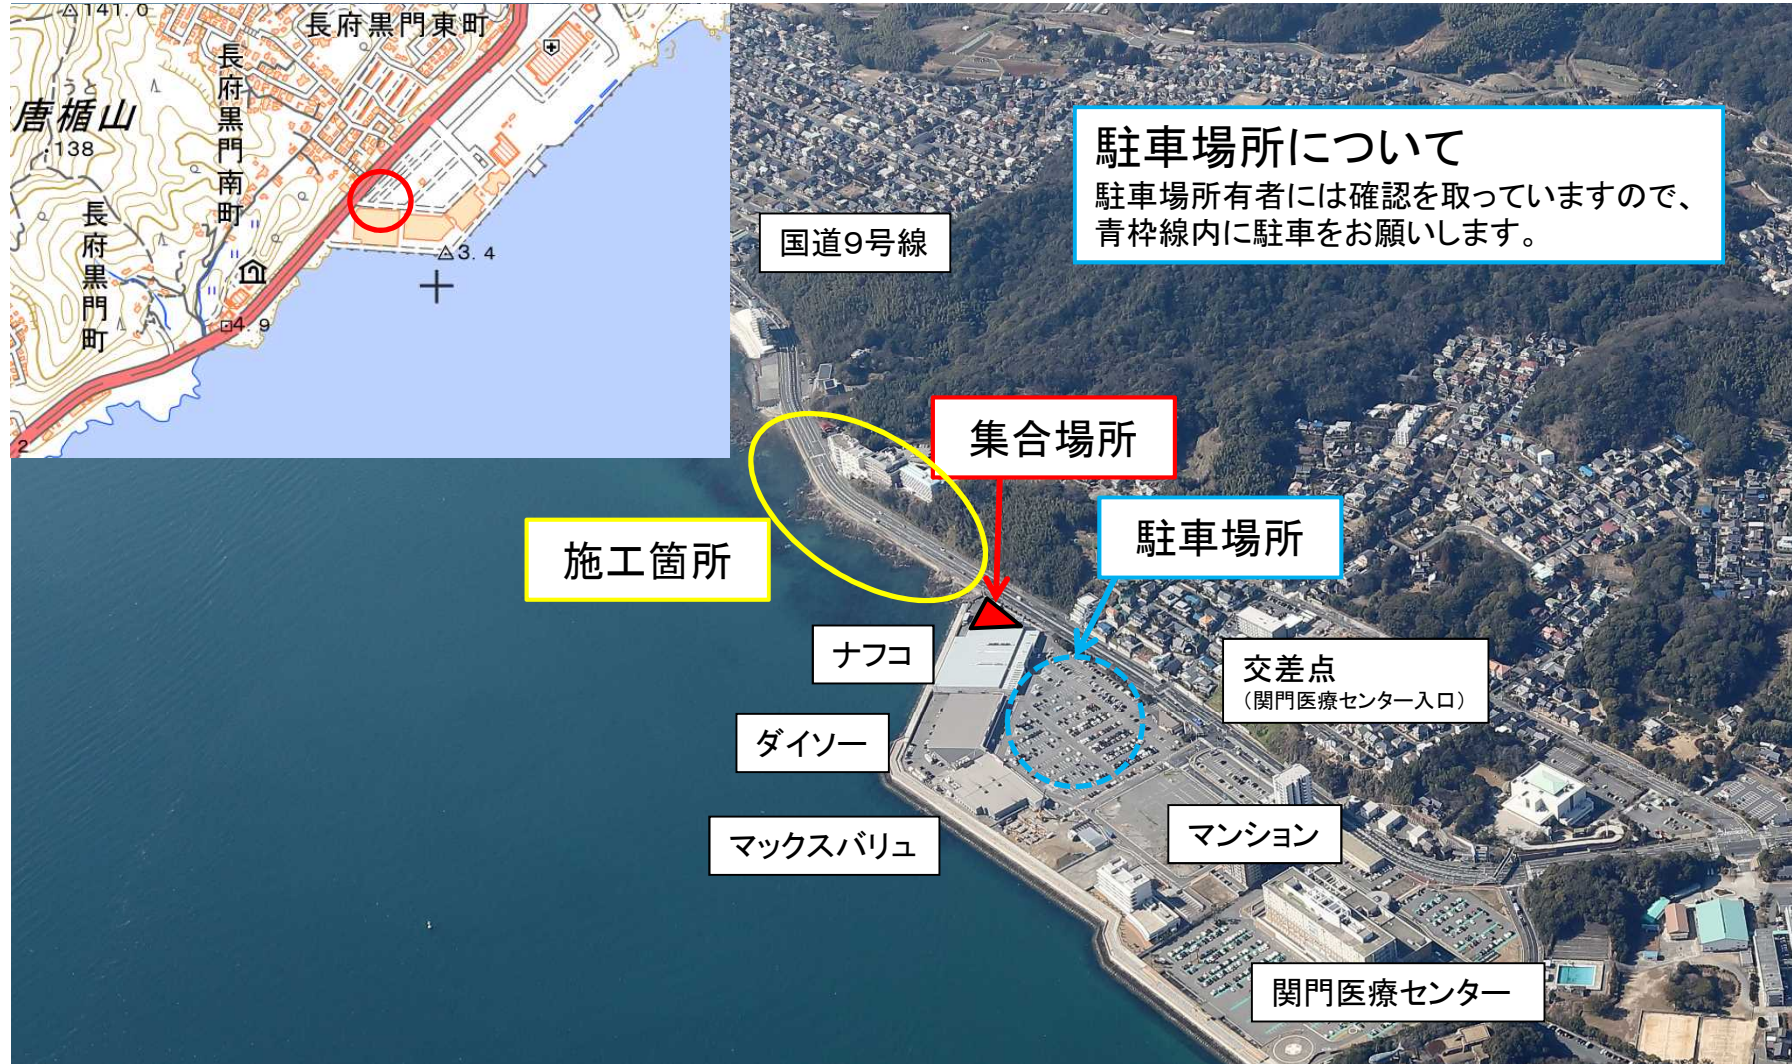 141.0
長府黒門東町
長府黒門南町
うと
唐楯山
138
長府黒門町
3.4
4.9
2
駐車場所について
駐車場所有者には確認を取っていますので、
青枠線内に駐車をお願いします。
国道9号線
集合場所
駐車場所
施工箇所
ナフコ
交差点
(関門医療センター入口)
ダイソー
マックスバリュ
マンション
関門医療センター